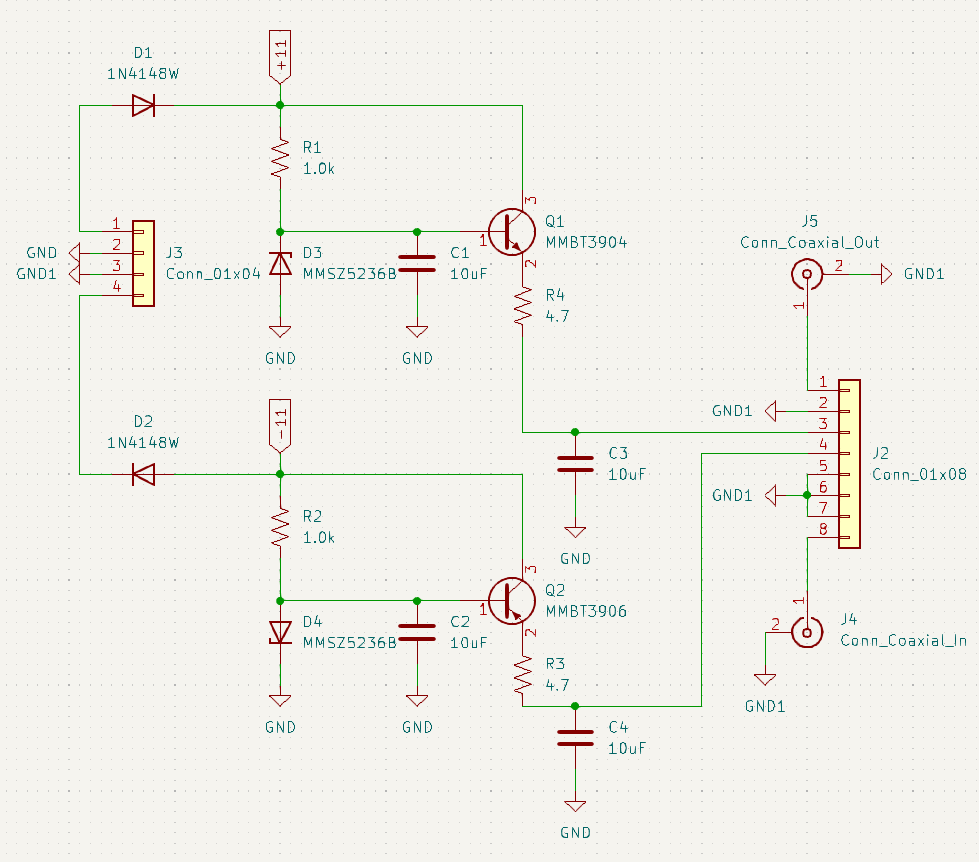 D1
1N4148W
+11
R1
1.0k
1
2
3
4
GND
GND1
J3
Conn_01x04
D3
MMSZ5236B
GND
C1
10uF
GND
3
1
2
Q1
MMBT3904
R4
4.7
J5
Conn_Coaxial_Out
2
GND1
1
D2
1N4148W
-11
R2
1.0k
D4
MMSZ5236B
GND
C2
10uF
GND
C3
10uF
GND
3
1
2
Q2
MMBT3906
R3
4.7
C4
10uF
GND
GND1
GND1
1
2
3
4
5
6
7
8
J2
Conn_01x08
1
2
J4
Conn_Coaxial_In
GND1